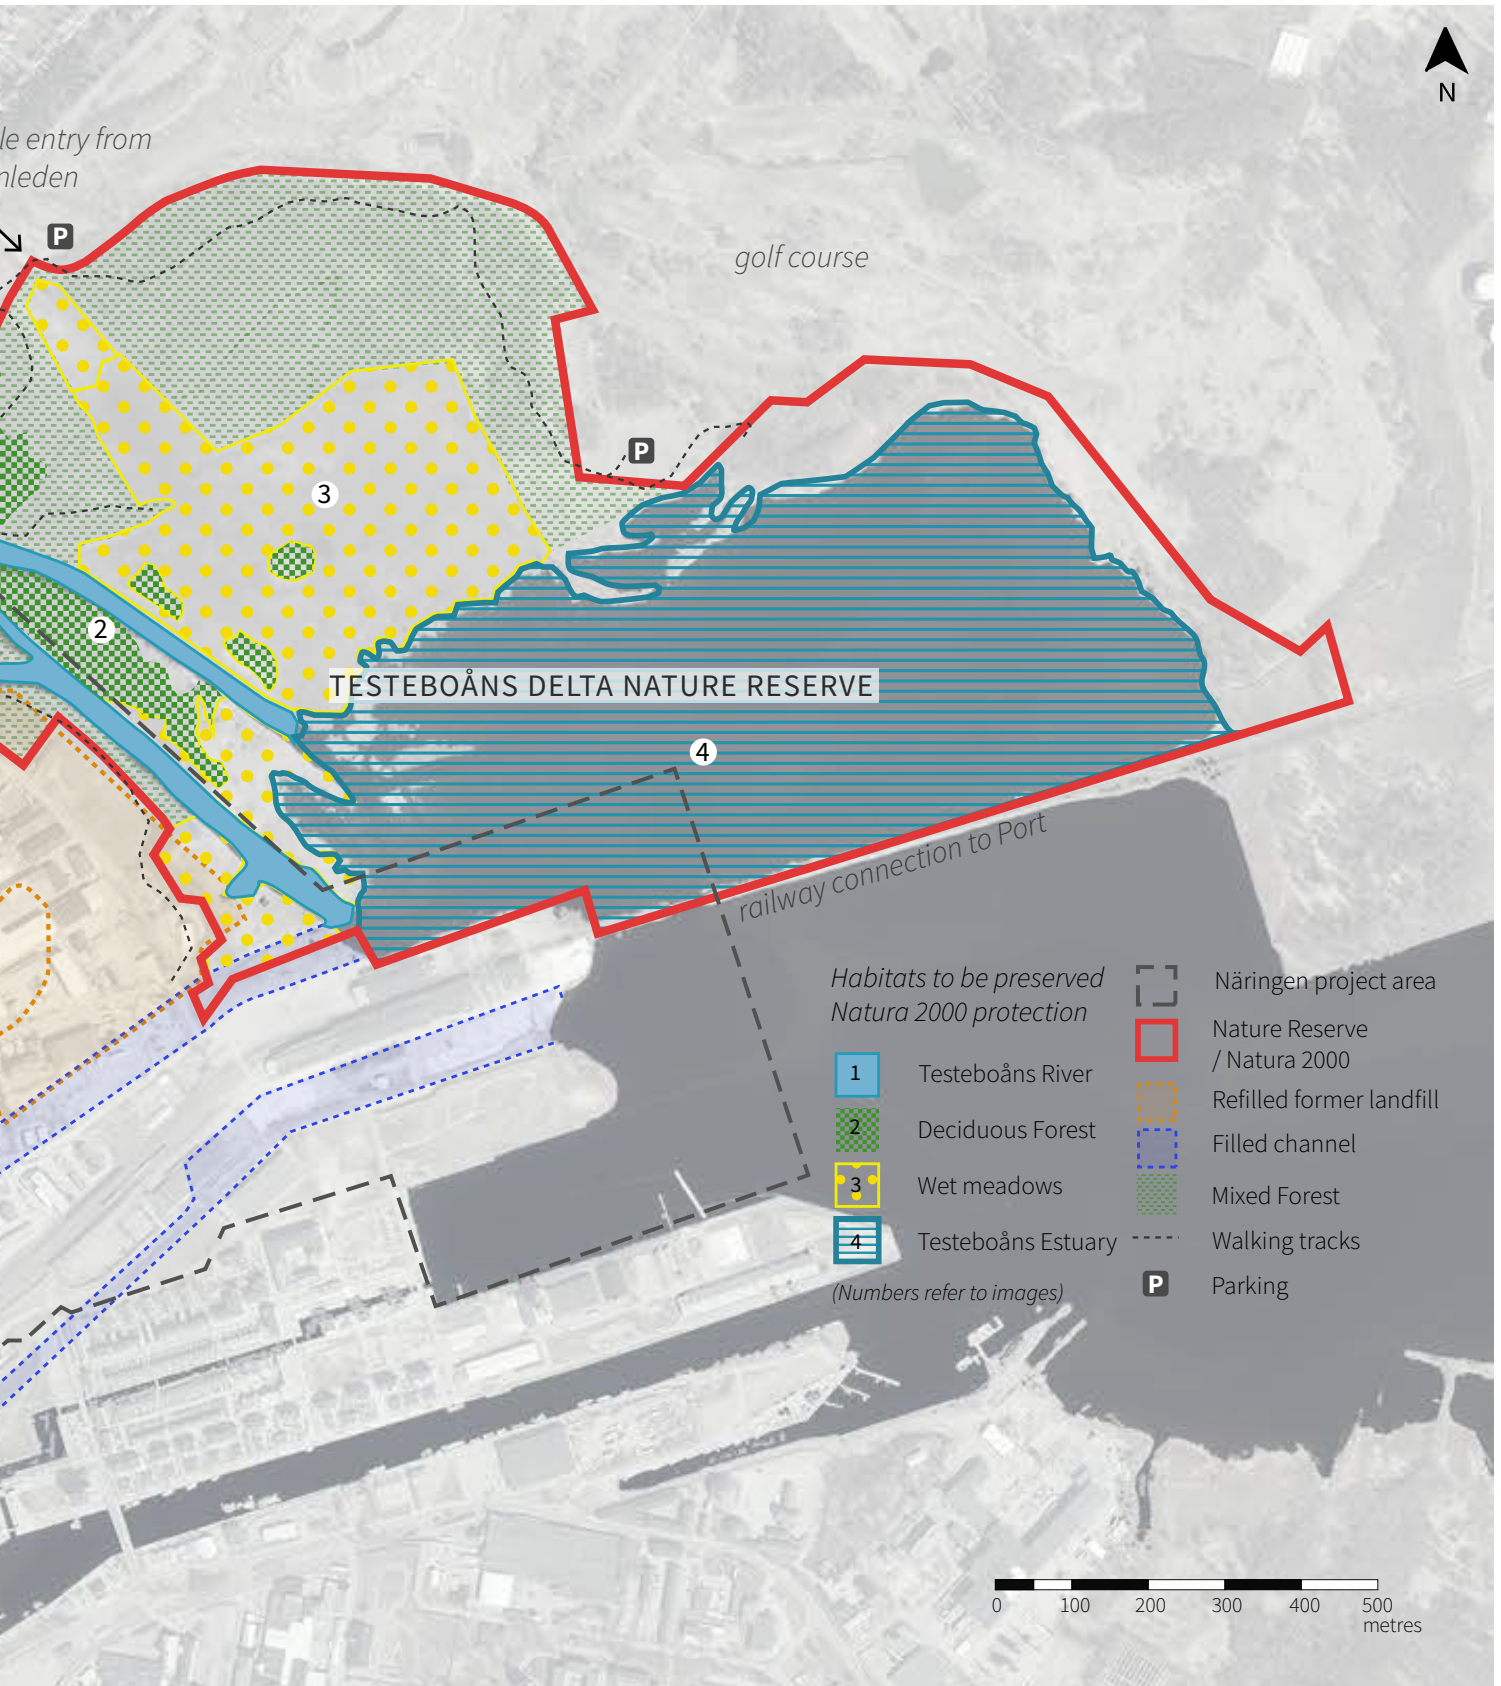 N
le entry from
nleden
P
golf course
P
3
2
TESTEBOÅNS DELTA NATURE RESERVE
4
railway connection to Port
Habitats to be preserved
Natura 2000 protection
1 Testeboåns River
2 Deciduous Forest
3 Wet meadows
4 Testeboåns Estuary
(Numbers refer to images)
Näringen project area
Nature Reserve
/ Natura 2000
Refilled former landfill
Filled channel
Mixed Forest
Walking tracks
P Parking
0 100 200 300 400 500
metres